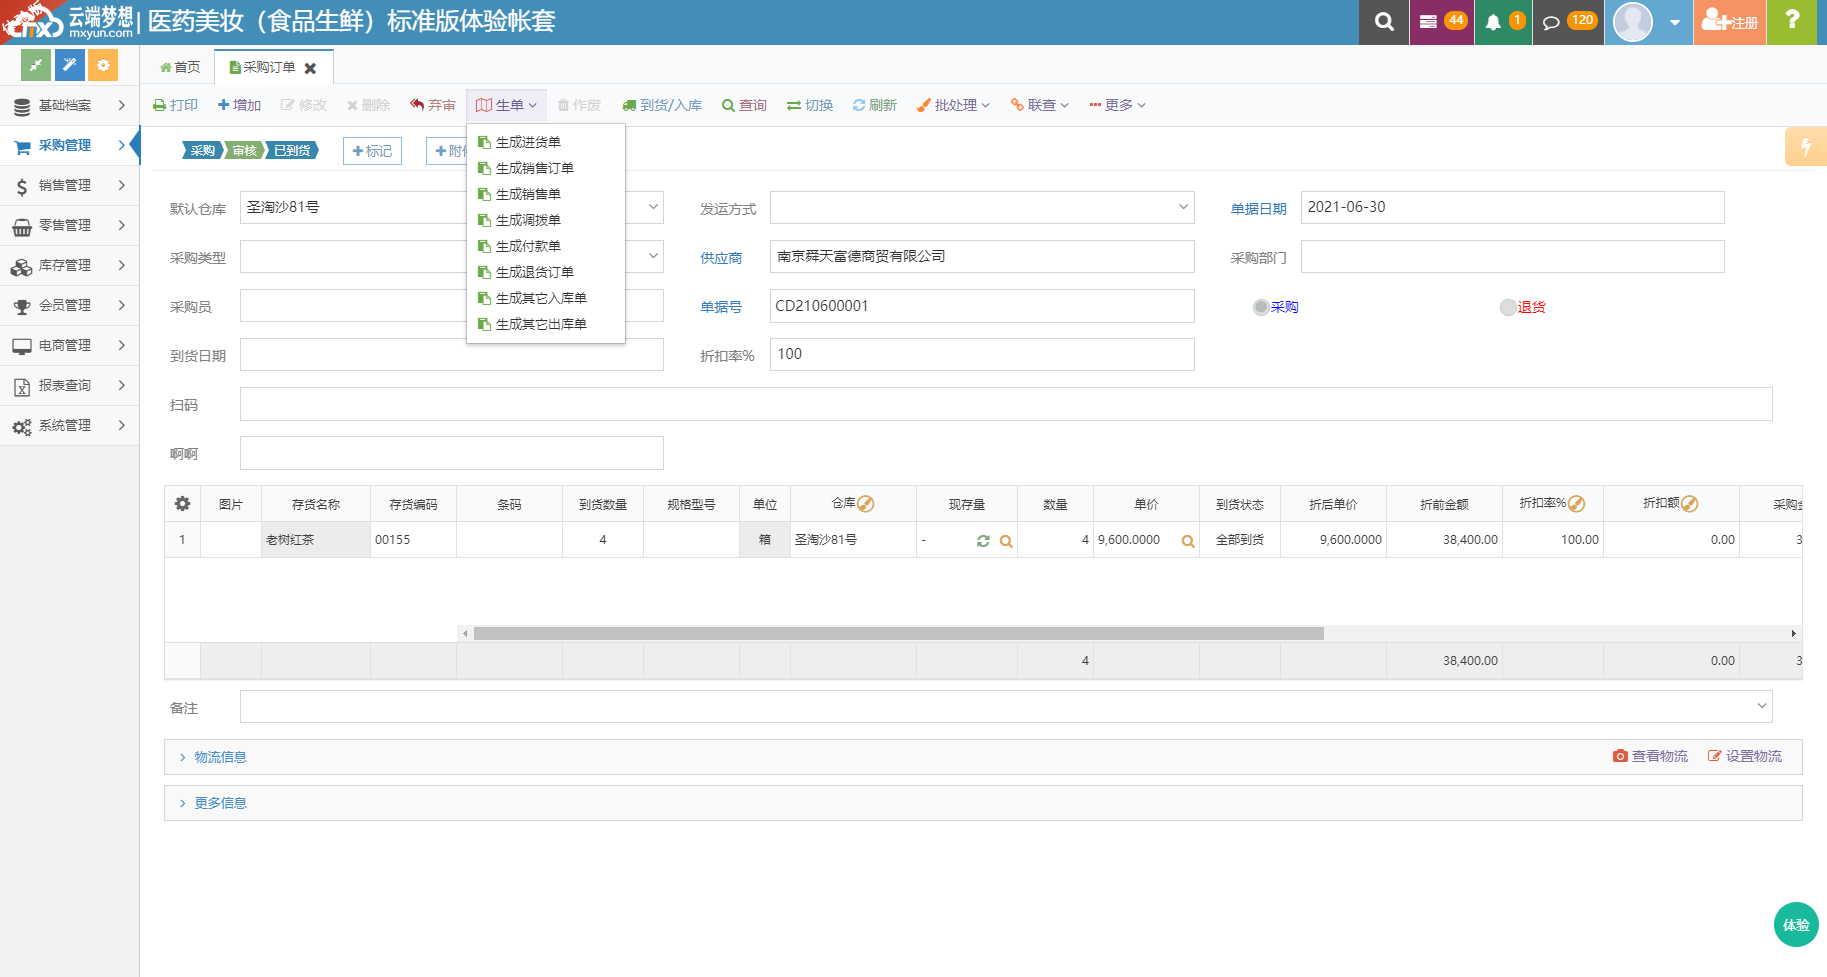 云端梦想 mxyun.com | 医药美妆（食品生鲜）标准版体验帐套
44 1 120 注册 ?
首页 采购订单
基础档案
采购管理
销售管理
零售管理
库存管理
会员管理
电商管理
报表查询
系统管理
打印 增加 修改 删除 弃审 生单 作废 到货/入库 查询 切换 刷新 批处理 联查 更多
采购 审核 已到货 标记
生成进货单
生成销售订单
生成销售单
生成调拨单
生成付款单
生成退货订单
生成其它入库单
生成其它出库单
默认仓库 圣淘沙81号 发运方式 单据日期 2021-06-30
采购类型 供应商 南京舜天富德商贸有限公司 采购部门
采购员 单据号 CD210600001 采购 退货
到货日期 折扣率% 100
扫码
啊啊
图片 存货名称 存货编码 条码 到货数量 规格型号 单位 仓库 现存量 数量 单价 到货状态 折后单价 折前金额 折扣率% 折扣额 采购
1 老树红茶 00155 4 箱 圣淘沙81号 - 4 9,600.0000 全部到货 9,600.0000 38,400.00 100.00 0.00 3
4 38,400.00 0.00 3
备注
物流信息 查看物流 设置物流
更多信息
体验